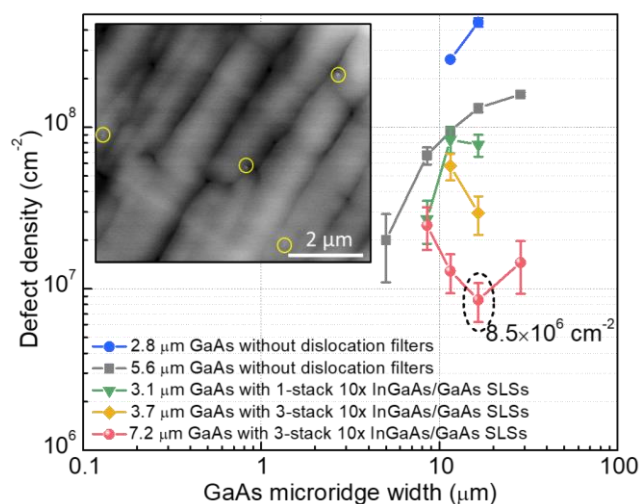 Defect density (cm⁻²)
10⁸
10⁷
10⁶
2 μm
8.5×10⁶ cm⁻²
2.8 μm GaAs without dislocation filters
5.6 μm GaAs without dislocation filters
3.1 μm GaAs with 1-stack 10x InGaAs/GaAs SLSs
3.7 μm GaAs with 3-stack 10x InGaAs/GaAs SLSs
7.2 μm GaAs with 3-stack 10x InGaAs/GaAs SLSs
0.1 1 10 100
GaAs microridge width (μm)